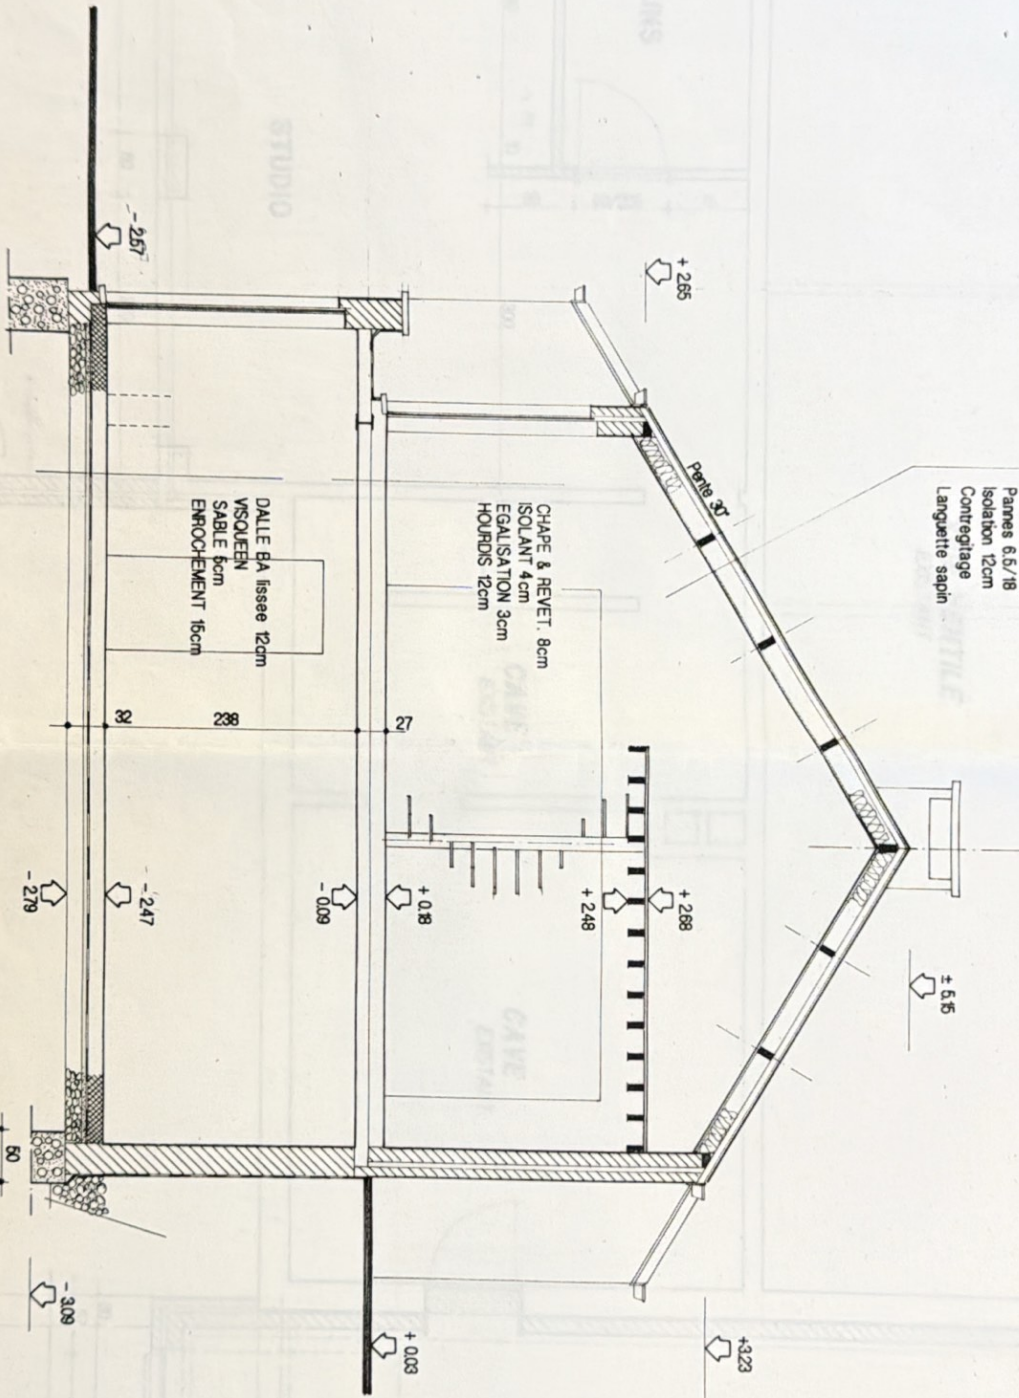 Pannes 6.5/18
Isolation 12cm
Contregitage
Languette sapin
Pente 30°
± 5.15
+ 2.65
+3.23
+ 2.68
+ 2.48
CHAPE & REVET. 8cm
ISOLANT 4cm
EGALISATION 3cm
HOURDIS 12cm
27
+ 0.18
- 0.09
+ 0.03
DALLE BA lissee 12cm
VISQUEEN
SABLE 5cm
ENROCHEMENT 15cm
238
32
- 2.57
- 2.47
- 2.79
- 3.09
STUDIO
CAVE
CAVE
300